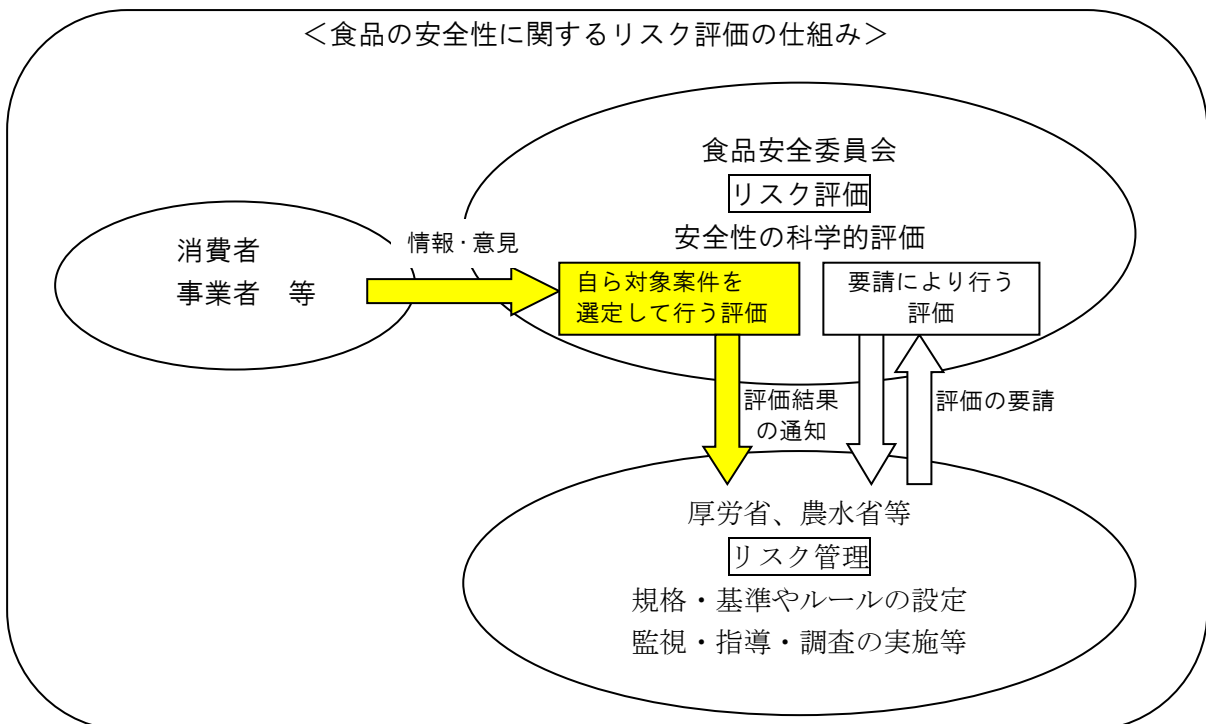 ＜食品の安全性に関するリスク評価の仕組み＞
食品安全委員会
リスク評価
安全性の科学的評価
消費者
事業者　等
情報・意見
自ら対象案件を
選定して行う評価
要請により行う
評価
評価結果
の通知
評価の要請
厚労省、農水省等
リスク管理
規格・基準やルールの設定
監視・指導・調査の実施等